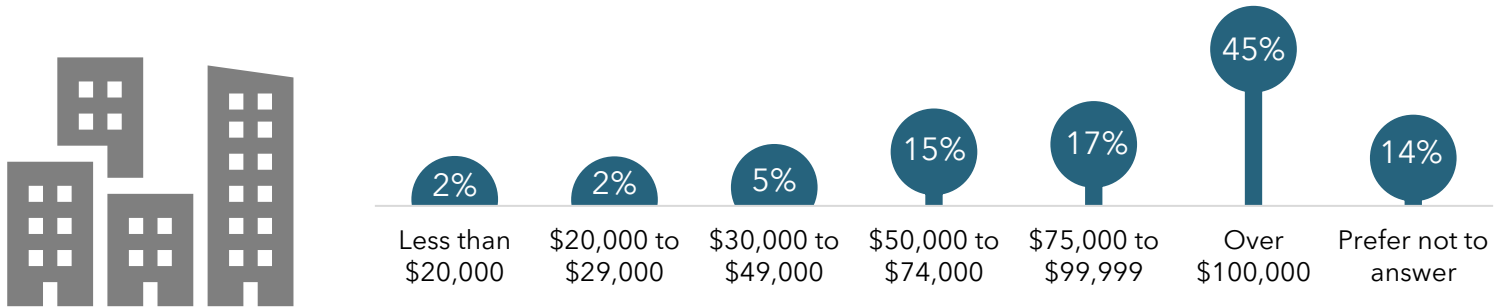 2%
2%
5%
15%
17%
45%
14%
Less than
$20,000
$20,000 to
$29,000
$30,000 to
$49,000
$50,000 to
$74,000
$75,000 to
$99,999
Over
$100,000
Prefer not to
answer